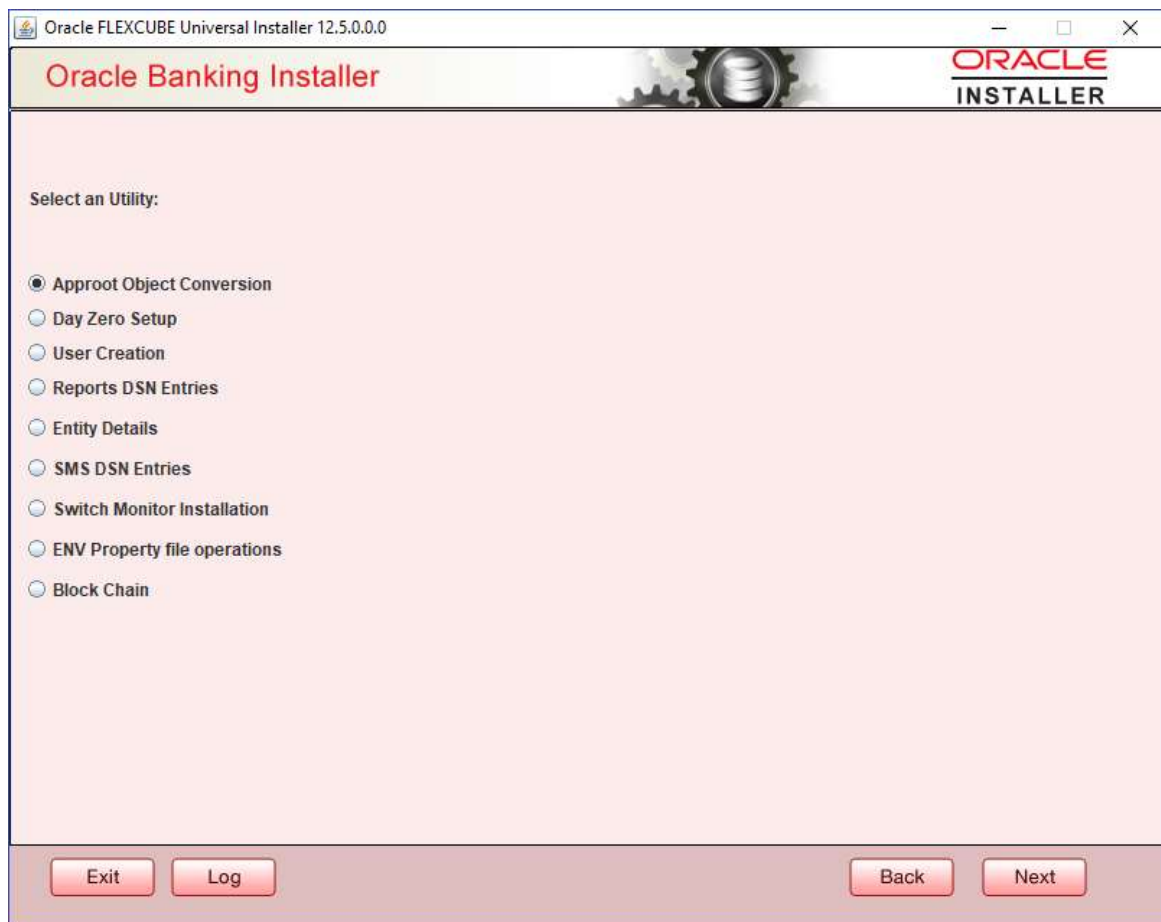 Oracle FLEXCUBE Universal Installer 12.5.0.0.0
Oracle Banking Installer
ORACLE
INSTALLER
Select an Utility:
Approot Object Conversion
Day Zero Setup
User Creation
Reports DSN Entries
Entity Details
SMS DSN Entries
Switch Monitor Installation
ENV Property file operations
Block Chain
Exit Log Back Next